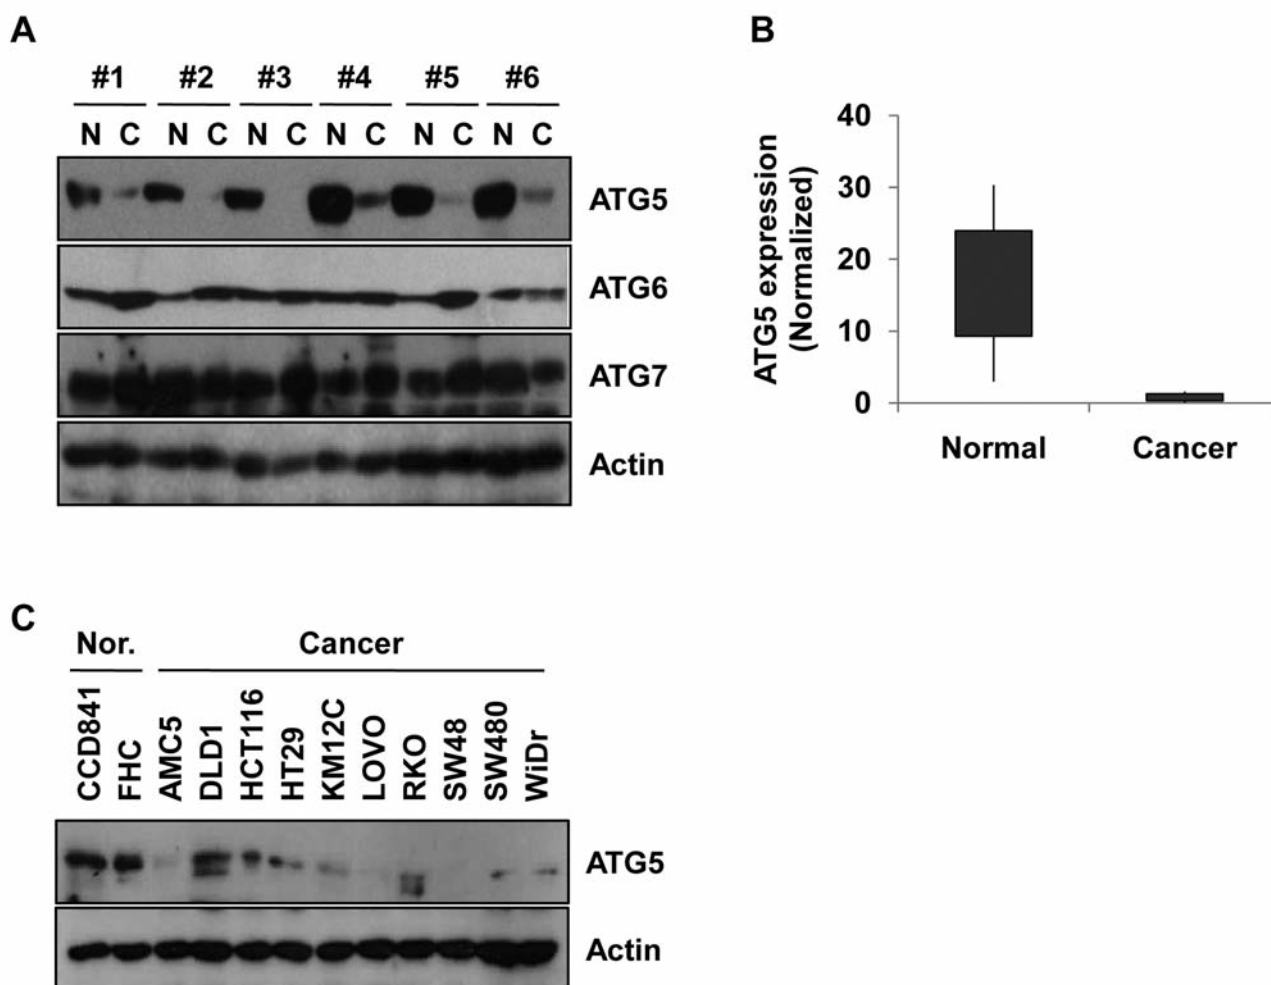 A
#1 #2 #3 #4 #5 #6
N C N C N C N C N C N C
ATG5
ATG6
ATG7
Actin
B
ATG5 expression
(Normalized)
40
30
20
10
0
Normal Cancer
C
Nor. Cancer
CCD841 FHC AMC5 DLD1 HCT116 HT29 KM12C LOVO RKO SW48 SW480 WiDr
ATG5
Actin